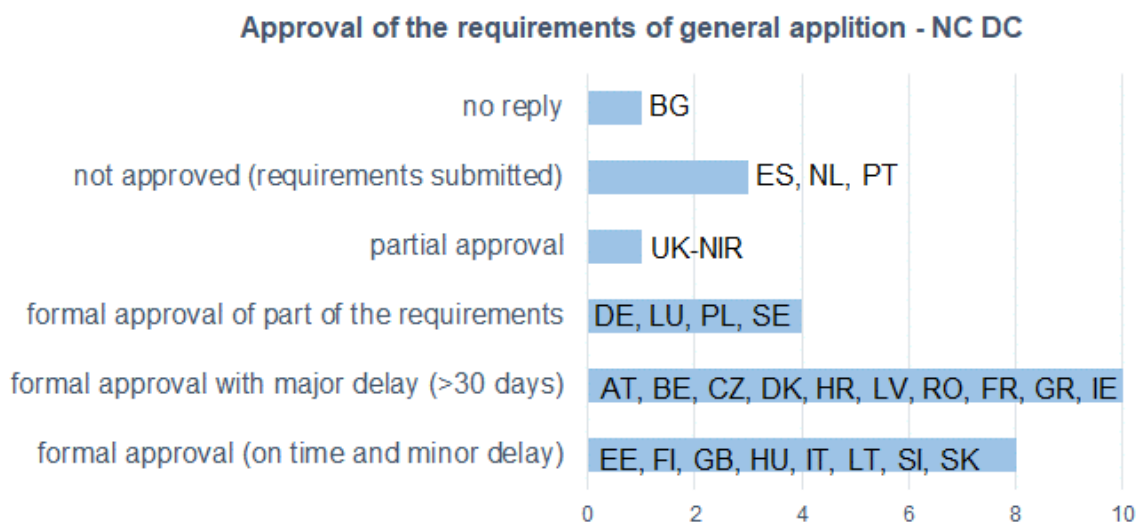 Approval of the requirements of general applition - NC DC
no reply
BG
not approved (requirements submitted)
ES, NL, PT
partial approval
UK-NIR
formal approval of part of the requirements
DE, LU, PL, SE
formal approval with major delay (>30 days)
AT, BE, CZ, DK, HR, LV, RO, FR, GR, IE
formal approval (on time and minor delay)
EE, FI, GB, HU, IT, LT, SI, SK
0 2 4 6 8 10